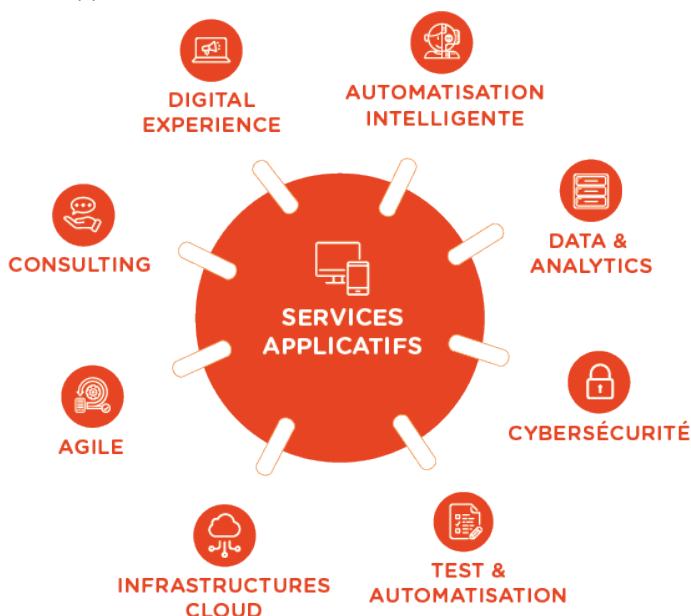 DIGITAL
EXPERIENCE
AUTOMATISATION
INTELLIGENTE
CONSULTING
DATA &
ANALYTICS
SERVICES
APPLICATIFS
AGILE
CYBERSÉCURITÉ
INFRASTRUCTURES
CLOUD
TEST &
AUTOMATISATION